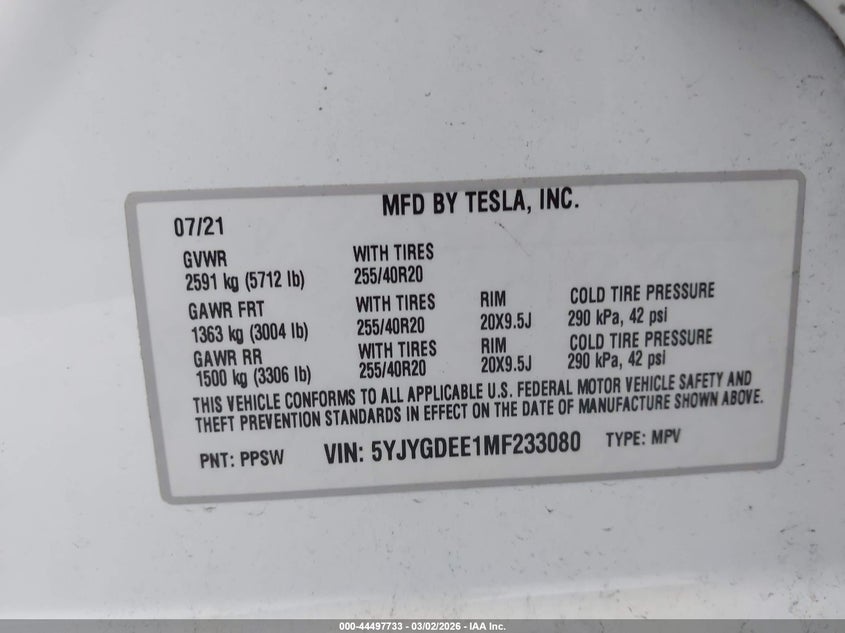 MFD BY TESLA, INC.
07/21
GVWR WITH TIRES
2591 kg (5712 lb) 255/40R20
GAWR FRT WITH TIRES RIM COLD TIRE PRESSURE
1363 kg (3004 lb) 255/40R20 20X9.5J 290 kPa, 42 psi
GAWR RR WITH TIRES RIM COLD TIRE PRESSURE
1500 kg (3306 lb) 255/40R20 20X9.5J 290 kPa, 42 psi
THIS VEHICLE CONFORMS TO ALL APPLICABLE U.S. FEDERAL MOTOR VEHICLE SAFETY AND
THEFT PREVENTION STANDARDS IN EFFECT ON THE DATE OF MANUFACTURE SHOWN ABOVE.
PNT: PPSW VIN: 5YJYGDEE1MF233080 TYPE: MPV
000-44497733 - 03/02/2026 - IAA Inc.